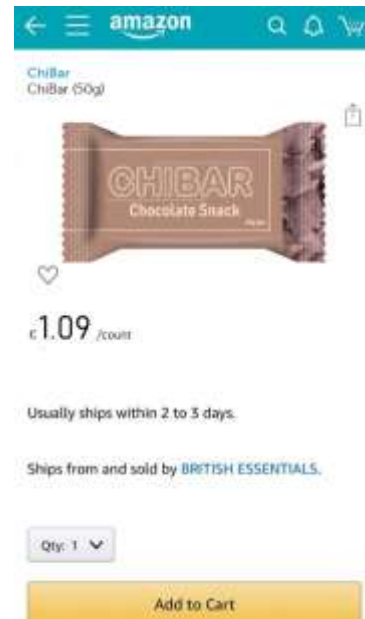 amazon
ChiBar
ChiBar (50g)
CHIBAR
Chocolate Snack
1.09 /count
Usually ships within 2 to 3 days.
Ships from and sold by BRITISH ESSENTIALS.
Qty: 1
Add to Cart